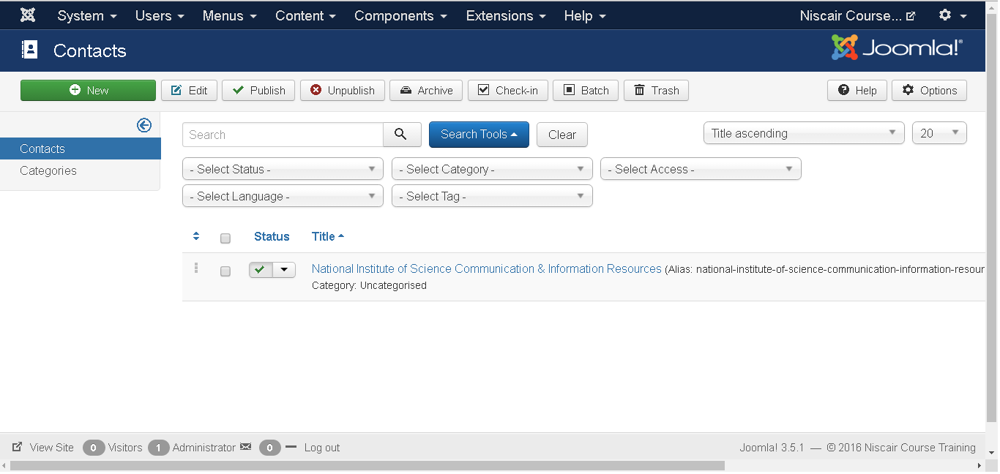 System Users Menus Content Components Extensions Help Niscair Course...
Contacts Joomla!®
New Edit Publish Unpublish Archive Check-in Batch Trash Help Options
Search Search Tools Clear Title ascending 20
Contacts
Categories
- Select Status - - Select Category - - Select Access -
- Select Language - - Select Tag -
Status Title
National Institute of Science Communication & Information Resources (Alias: national-institute-of-science-communication-information-resour
Category: Uncategorised
View Site 0 Visitors 1 Administrator 0 Log out Joomla! 3.5.1 — © 2016 Niscair Course Training